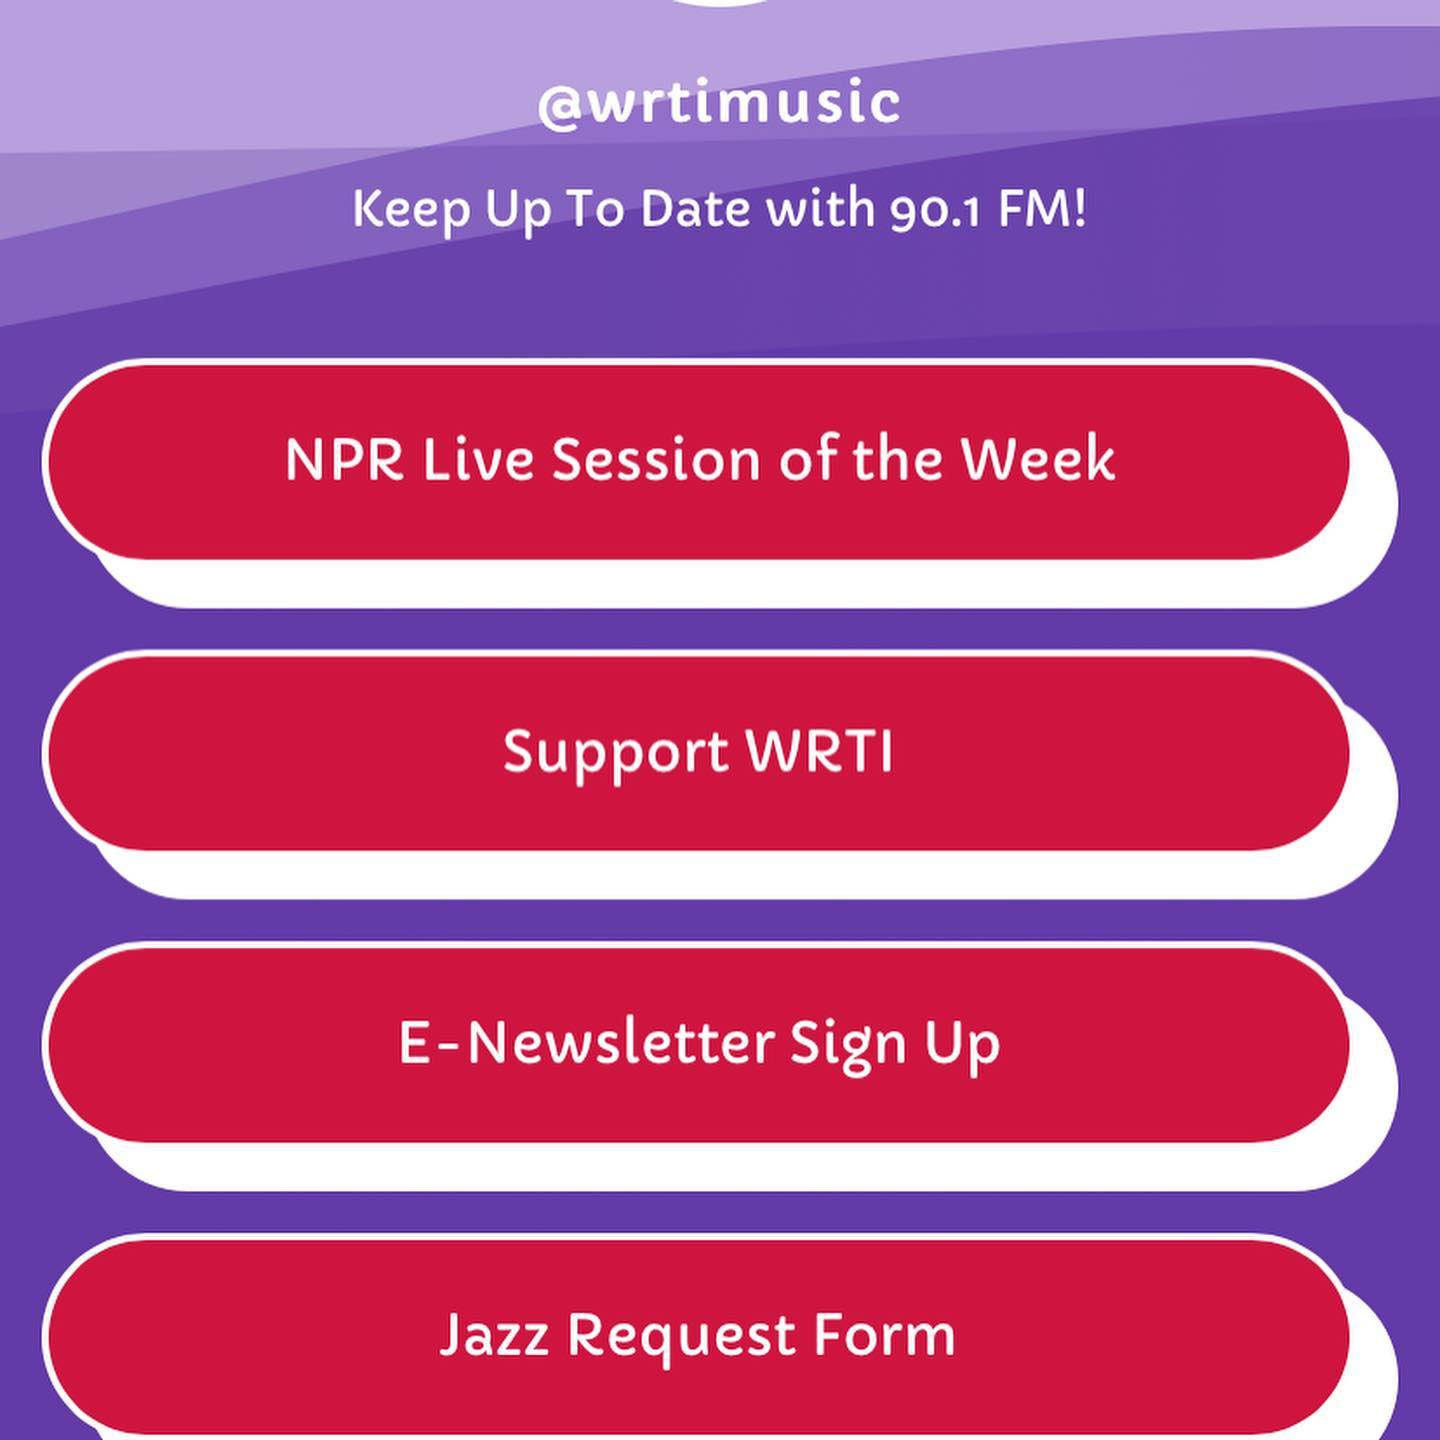 @wrtimusic
Keep Up To Date with 90.1 FM!
NPR Live Session of the Week
Support WRTI
E-Newsletter Sign Up
Jazz Request Form